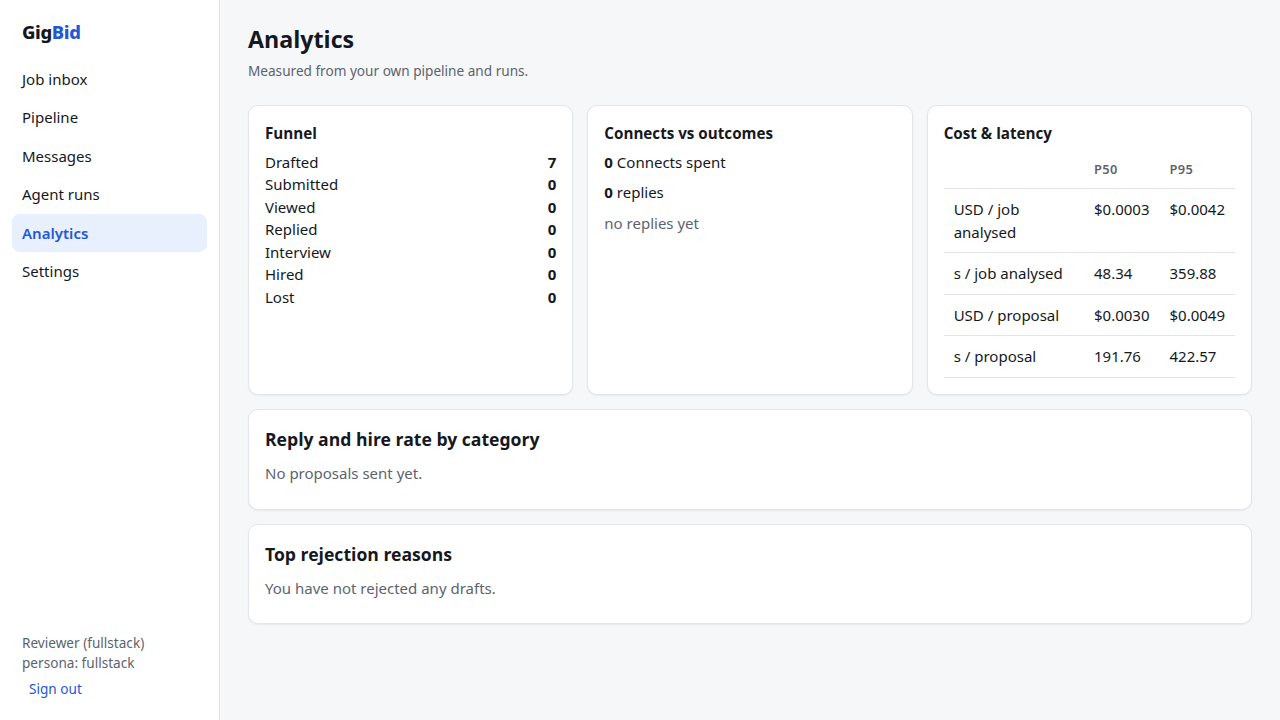 GigBid
Job inbox
Pipeline
Messages
Agent runs
Analytics
Settings
Reviewer (fullstack)
persona: fullstack
Sign out
Analytics
Measured from your own pipeline and runs.
Funnel
Drafted 7
Submitted 0
Viewed 0
Replied 0
Interview 0
Hired 0
Lost 0
Connects vs outcomes
0 Connects spent
0 replies
no replies yet
Cost & latency
P50 P95
USD / job analysed $0.0003 $0.0042
s / job analysed 48.34 359.88
USD / proposal $0.0030 $0.0049
s / proposal 191.76 422.57
Reply and hire rate by category
No proposals sent yet.
Top rejection reasons
You have not rejected any drafts.